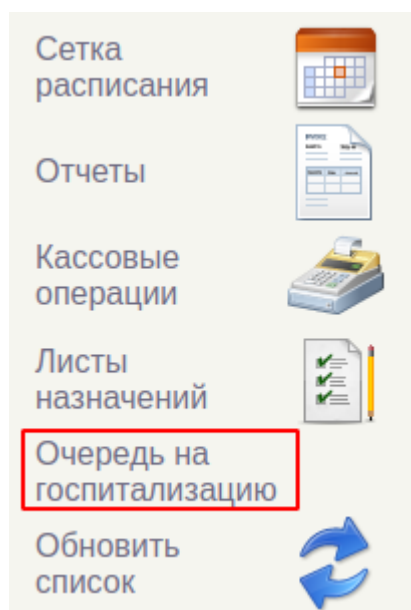 Сетка
расписания
Отчеты
Кассовые
операции
Листы
назначений
Очередь на
госпитализацию
Обновить
список